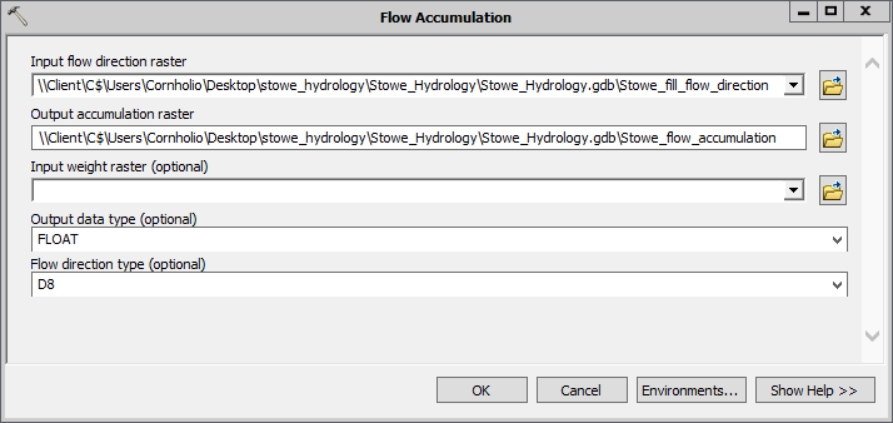 Flow Accumulation
Input flow direction raster
\\Client\C$\Users\Cornholio\Desktop\stowe_hydrology\Stowe_Hydrology\Stowe_Hydrology.gdb\Stowe_fill_flow_direction
Output accumulation raster
\\Client\C$\Users\Cornholio\Desktop\stowe_hydrology\Stowe_Hydrology\Stowe_Hydrology.gdb\Stowe_flow_accumulation
Input weight raster (optional)
Output data type (optional)
FLOAT
Flow direction type (optional)
D8
OK Cancel Environments... Show Help >>